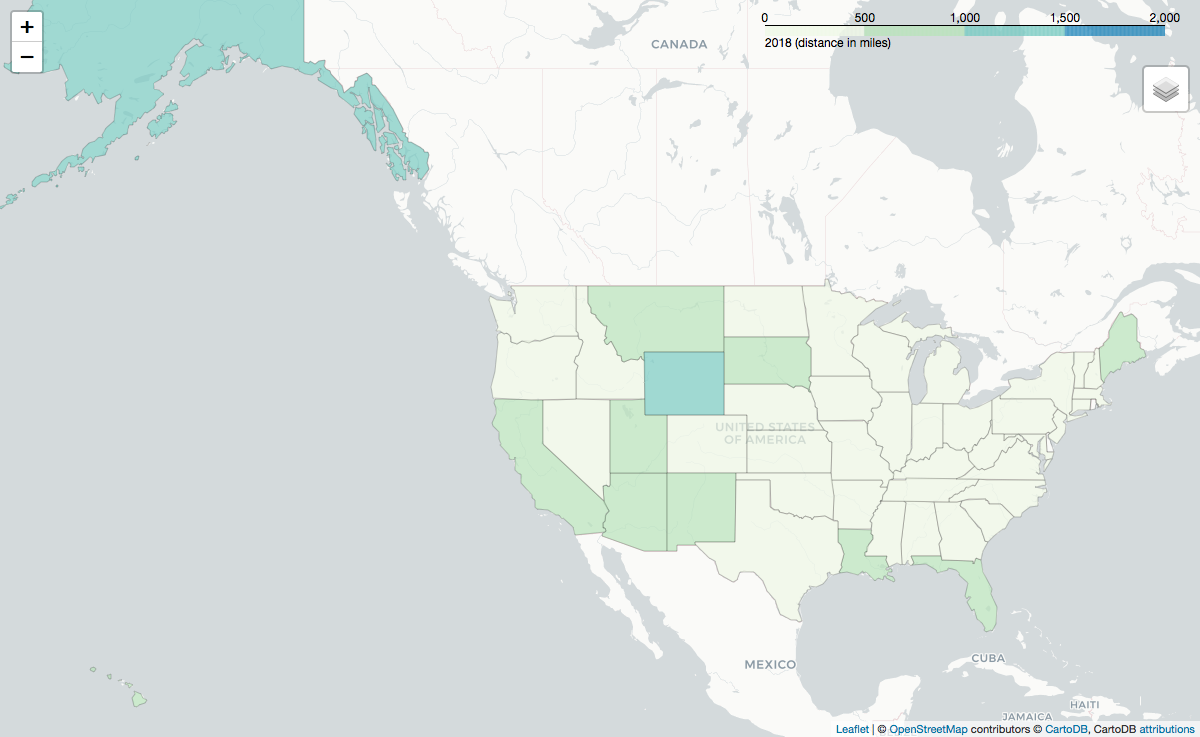 +
−
0 500 1,000 1,500 2,000
2018 (distance in miles)
CANADA
UNITED STATES
OF AMERICA
MEXICO
CUBA
HAITI
JAMAICA
Leaflet | © OpenStreetMap contributors © CartoDB, CartoDB attributions